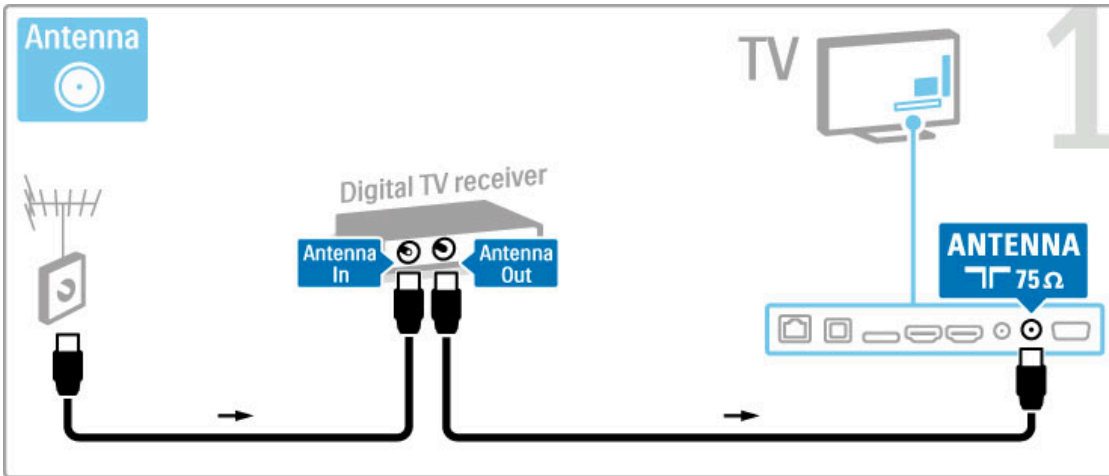 Antenna
TV
1
Digital TV receiver
Antenna
In
Antenna
Out
ANTENNA
75 Ω